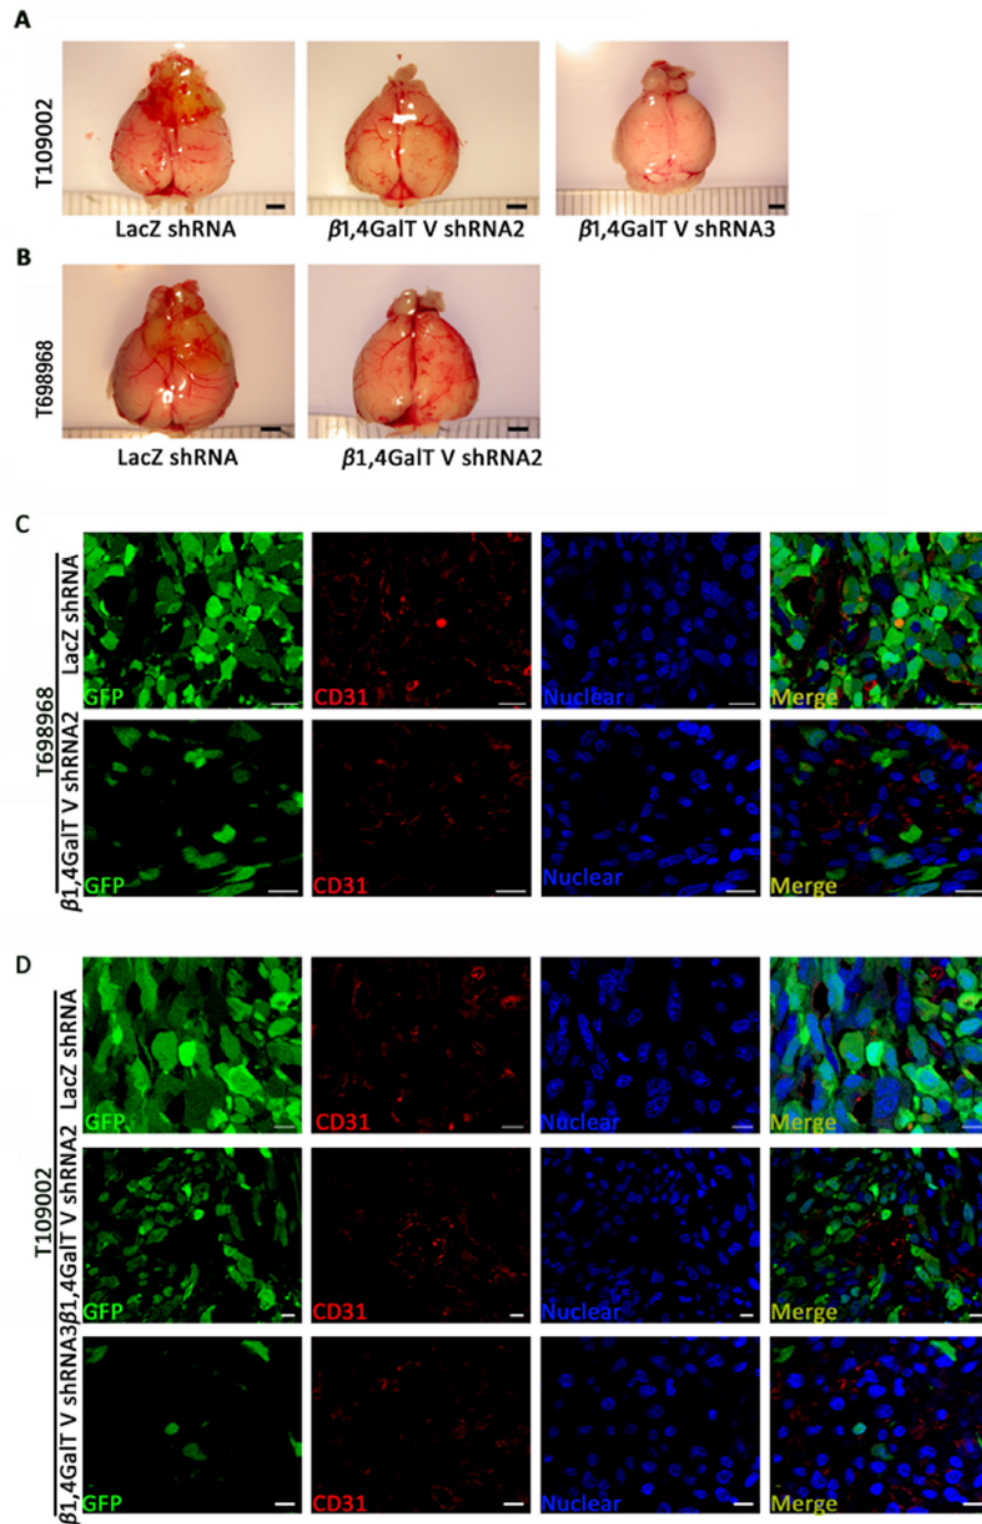 A
T109002
LacZ shRNA
β1,4GalT V shRNA2
β1,4GalT V shRNA3
B
T698968
LacZ shRNA
β1,4GalT V shRNA2
C
T698968
LacZ shRNA
GFP
CD31
Nuclear
Merge
β1,4GalT V shRNA2
GFP
CD31
Nuclear
Merge
D
T109002
LacZ shRNA
GFP
CD31
Nuclear
Merge
β1,4GalT V shRNA2
GFP
CD31
Nuclear
Merge
β1,4GalT V shRNA3
GFP
CD31
Nuclear
Merge